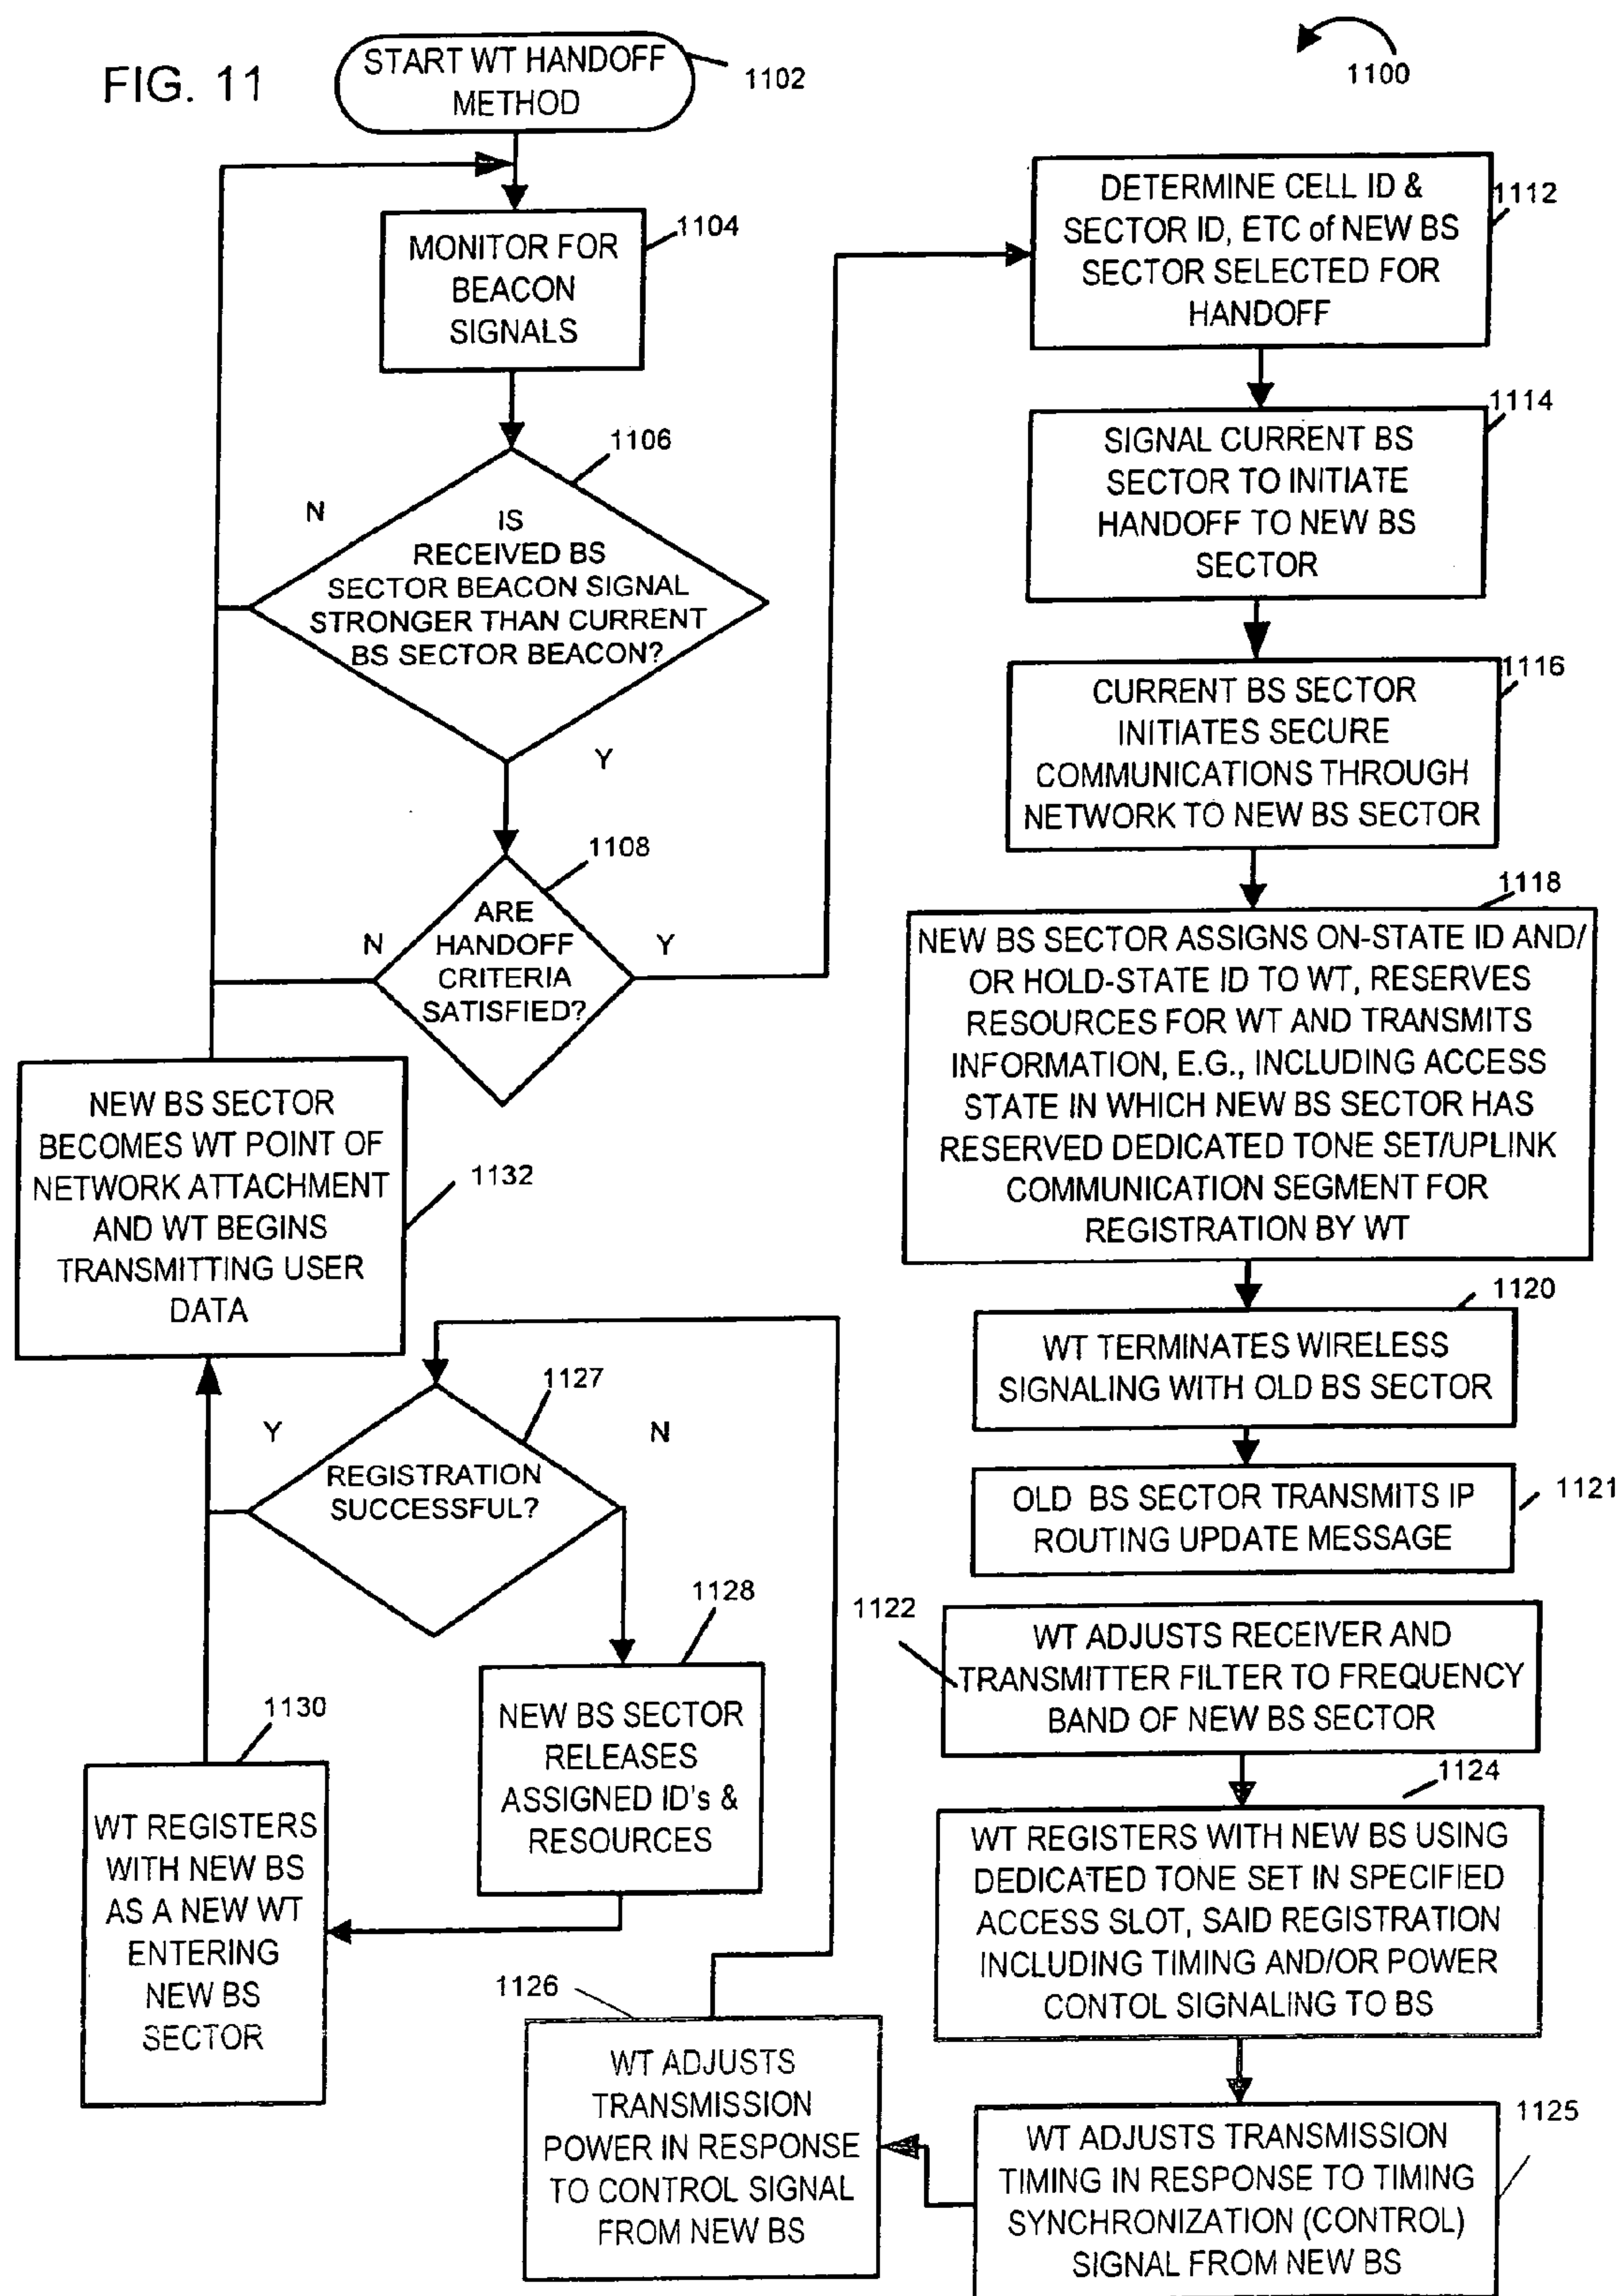 FIG. 11
START WT HANDOFF
METHOD
1102
1100
MONITOR FOR
BEACON
SIGNALS
1104
1106
N
IS
RECEIVED BS
SECTOR BEACON SIGNAL
STRONGER THAN CURRENT
BS SECTOR BEACON?
Y
1108
N
ARE
HANDOFF
CRITERIA
SATISFIED?
Y
DETERMINE CELL ID &
SECTOR ID, ETC of NEW BS
SECTOR SELECTED FOR
HANDOFF
1112
1114
SIGNAL CURRENT BS
SECTOR TO INITIATE
HANDOFF TO NEW BS
SECTOR
1116
CURRENT BS SECTOR
INITIATES SECURE
COMMUNICATIONS THROUGH
NETWORK TO NEW BS SECTOR
1118
NEW BS SECTOR ASSIGNS ON-STATE ID AND/
OR HOLD-STATE ID TO WT, RESERVES
RESOURCES FOR WT AND TRANSMITS
INFORMATION, E.G., INCLUDING ACCESS
STATE IN WHICH NEW BS SECTOR HAS
RESERVED DEDICATED TONE SET/UPLINK
COMMUNICATION SEGMENT FOR
REGISTRATION BY WT
1120
WT TERMINATES WIRELESS
SIGNALING WITH OLD BS SECTOR
OLD BS SECTOR TRANSMITS IP
ROUTING UPDATE MESSAGE
1121
1122
WT ADJUSTS RECEIVER AND
TRANSMITTER FILTER TO FREQUENCY
BAND OF NEW BS SECTOR
1124
WT REGISTERS WITH NEW BS USING
DEDICATED TONE SET IN SPECIFIED
ACCESS SLOT, SAID REGISTRATION
INCLUDING TIMING AND/OR POWER
CONTOL SIGNALING TO BS
1125
WT ADJUSTS TRANSMISSION
TIMING IN RESPONSE TO TIMING
SYNCHRONIZATION (CONTROL)
SIGNAL FROM NEW BS
1126
WT ADJUSTS
TRANSMISSION
POWER IN RESPONSE
TO CONTROL SIGNAL
FROM NEW BS
1127
Y
N
REGISTRATION
SUCCESSFUL?
1128
NEW BS SECTOR
RELEASES
ASSIGNED ID's &
RESOURCES
1130
WT REGISTERS
WITH NEW BS
AS A NEW WT
ENTERING
NEW BS
SECTOR
NEW BS SECTOR
BECOMES WT POINT OF
NETWORK ATTACHMENT
AND WT BEGINS
TRANSMITTING USER
DATA
1132